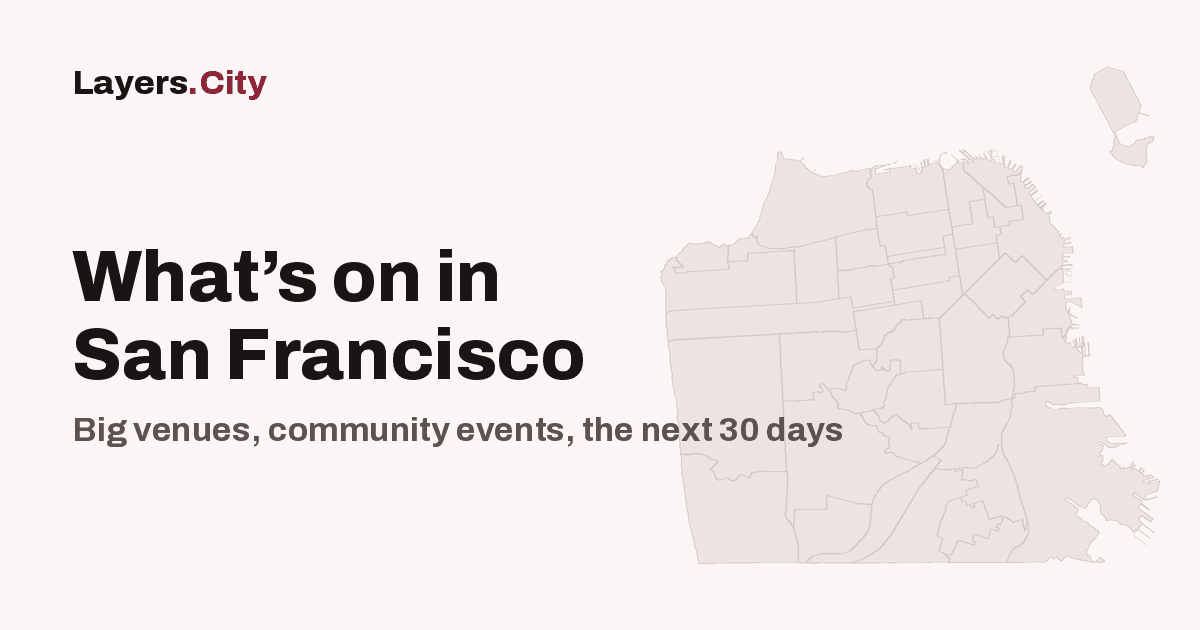 Layers.City
What’s on in
San Francisco
Big venues, community events, the next 30 days